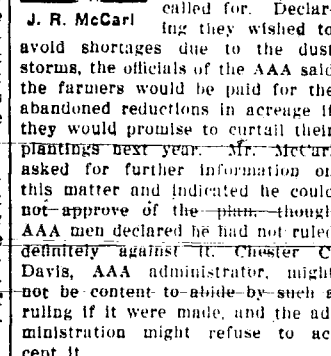 J. R. McCarl
called for. Declar-
ing they wished to
avoid shortages due to the dust
storms, the officials of the AAA said
the farmers would be paid for the
abandoned reductions in acreage if
they would promise to curtail their
plantings next year. Mr. McCarl
asked for further information on
this matter and indicated he could
not approve of the plan, though
AAA men declared he had not ruled
definitely against it. Chester C.
Davis, AAA administrator, might
not be content to abide by such a
ruling if it were made, and the ad-
ministration might refuse to ac-
cept it.